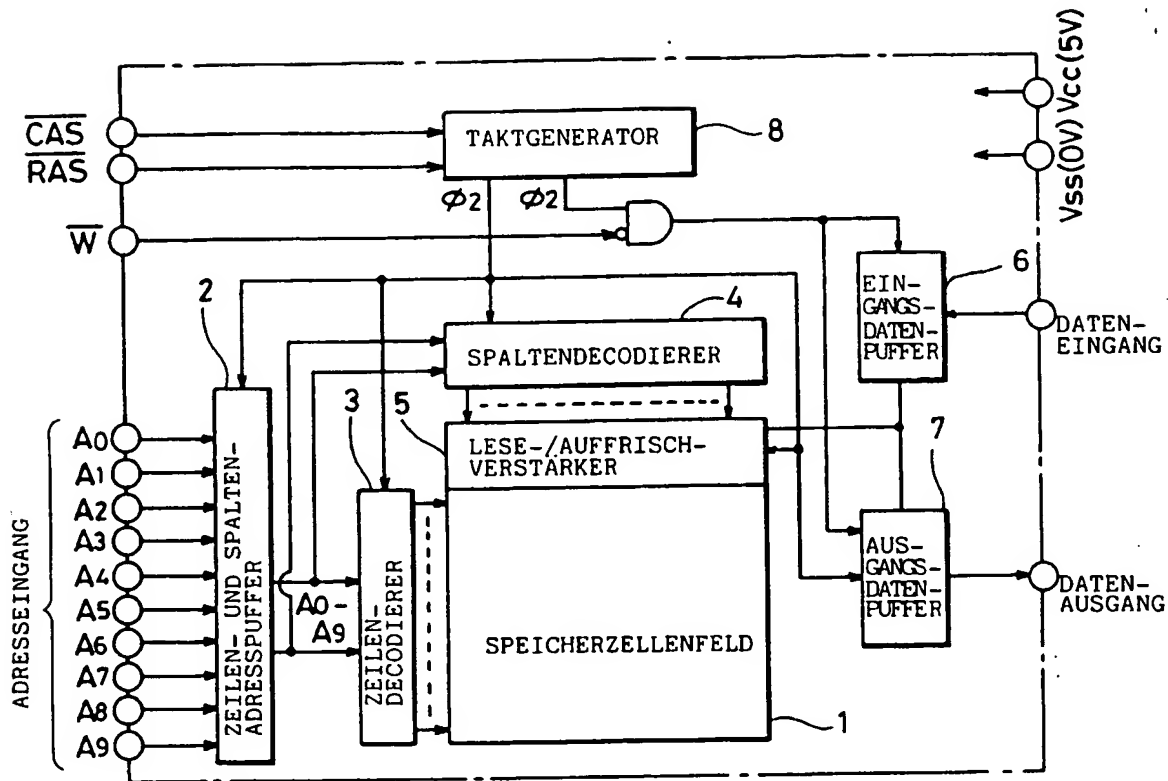 Vcc(5V)
Vss(0V)
C̅A̅S̅
R̅A̅S̅
W̅
TAKTGENERATOR
8
Φ2
Φ2
2
4
6
EIN-
GANGS-
DATEN-
PUFFER
DATEN-
EINGANG
SPALTENDECODIERER
3
5
7
LESE-/AUFFRISCH-
VERSTÄRKER
ADRESSEINGANG
A0
A1
A2
A3
A4
A5
A6
A7
A8
A9
ZEILEN- UND SPALTEN-
ADRESSPUFFER
A0-
A9
ZEILEN-
DECODIERER
SPEICHERZELLENFELD
AUS-
GANGS-
DATEN-
PUFFER
DATEN-
AUSGANG
1